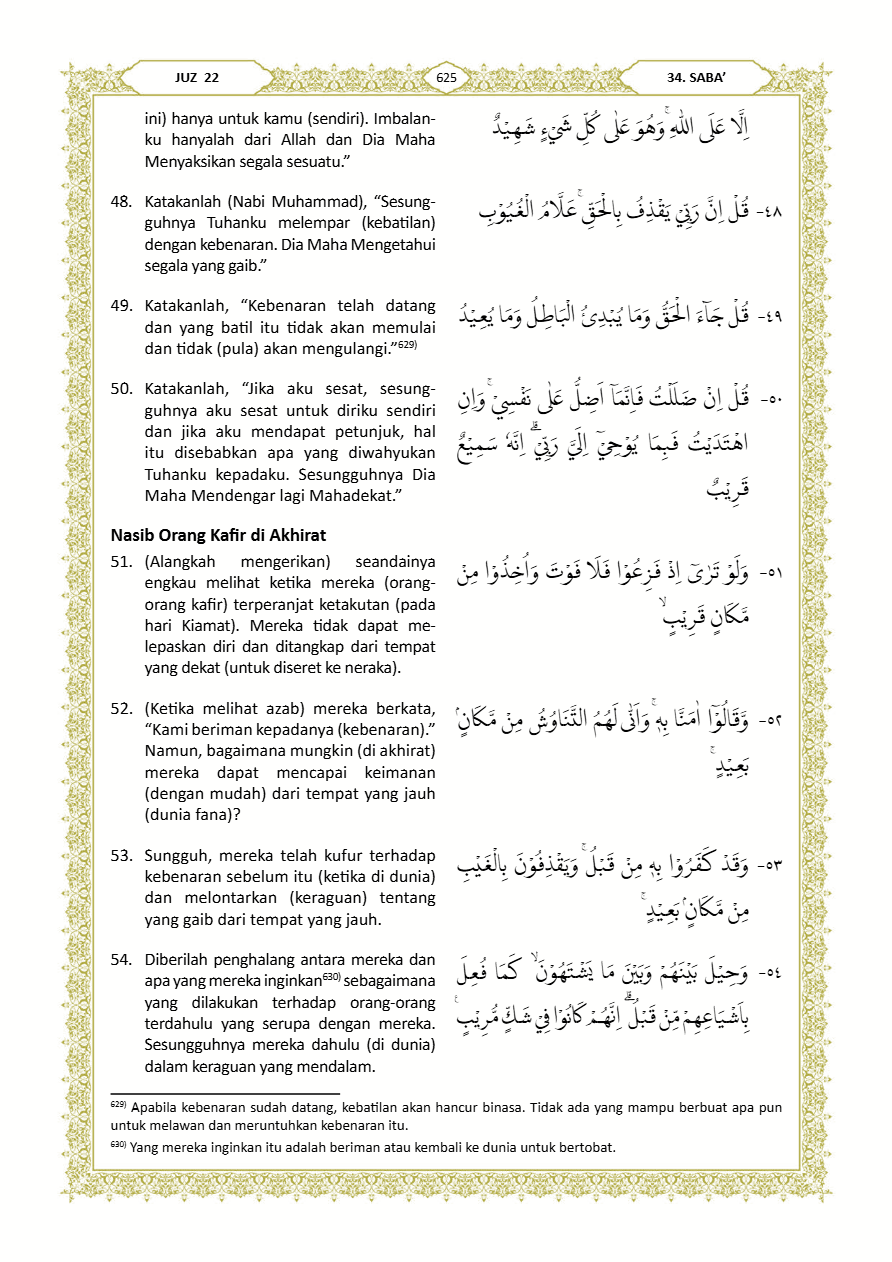 JUZ 22
625
34. SABA’
ini) hanya untuk kamu (sendiri). Imbalan-
ku hanyalah dari Allah dan Dia Maha
Menyaksikan segala sesuatu.”
اِلَّا عَلَى اللّٰهِ ۚوَهُوَ عَلٰى كُلِّ شَيْءٍ شَهِيْدٌ
48. Katakanlah (Nabi Muhammad), “Sesung-
guhnya Tuhanku melempar (kebatilan)
dengan kebenaran. Dia Maha Mengetahui
segala yang gaib.”
٤٨- قُلْ اِنَّ رَبِّيْ يَقْذِفُ بِالْحَقِّۚ عَلَّامُ الْغُيُوْبِ
49. Katakanlah, “Kebenaran telah datang
dan yang batil itu tidak akan memulai
dan tidak (pula) akan mengulangi.”629)
٤٩- قُلْ جَاۤءَ الْحَقُّ وَمَا يُبْدِئُ الْبَاطِلُ وَمَا يُعِيْدُ
50. Katakanlah, “Jika aku sesat, sesung-
guhnya aku sesat untuk diriku sendiri
dan jika aku mendapat petunjuk, hal
itu disebabkan apa yang diwahyukan
Tuhanku kepadaku. Sesungguhnya Dia
Maha Mendengar lagi Mahadekat.”
٥٠- قُلْ اِنْ ضَلَلْتُ فَاِنَّمَآ اَضِلُّ عَلٰى نَفْسِيْۚ وَاِنِ
اهْتَدَيْتُ فَبِمَا يُوْحِيْٓ اِلَيَّ رَبِّيْۗ اِنَّهٗ سَمِيْعٌ
قَرِيْبٌ
Nasib Orang Kafir di Akhirat
51. (Alangkah mengerikan) seandainya
engkau melihat ketika mereka (orang-
orang kafir) terperanjat ketakutan (pada
hari Kiamat). Mereka tidak dapat me-
lepaskan diri dan ditangkap dari tempat
yang dekat (untuk diseret ke neraka).
٥١- وَلَوْ تَرٰىٓ اِذْ فَزِعُوْا فَلَا فَوْتَ وَاُخِذُوْا مِنْ
مَّكَانٍ قَرِيْبٍۙ
52. (Ketika melihat azab) mereka berkata,
“Kami beriman kepadanya (kebenaran).”
Namun, bagaimana mungkin (di akhirat)
mereka dapat mencapai keimanan
(dengan mudah) dari tempat yang jauh
(dunia fana)?
٥٢- وَّقَالُوْٓا اٰمَنَّا بِهٖۚ وَاَنّٰى لَهُمُ التَّنَاوُشُ مِنْ مَّكَانٍۢ
بَعِيْدٍۚ
53. Sungguh, mereka telah kufur terhadap
kebenaran sebelum itu (ketika di dunia)
dan melontarkan (keraguan) tentang
yang gaib dari tempat yang jauh.
٥٣- وَقَدْ كَفَرُوْا بِهٖ مِنْ قَبْلُۚ وَيَقْذِفُوْنَ بِالْغَيْبِ
مِنْ مَّكَانٍۢ بَعِيْدٍۚ
54. Diberilah penghalang antara mereka dan
apa yang mereka inginkan630) sebagaimana
yang dilakukan terhadap orang-orang
terdahulu yang serupa dengan mereka.
Sesungguhnya mereka dahulu (di dunia)
dalam keraguan yang mendalam.
٥٤- وَحِيْلَ بَيْنَهُمْ وَبَيْنَ مَا يَشْتَهُوْنَۙ كَمَا فُعِلَ
بِاَشْيَاعِهِمْ مِّنْ قَبْلُۗ اِنَّهُمْ كَانُوْا فِيْ شَكٍّ مُّرِيْبٍۚ
629) Apabila kebenaran sudah datang, kebatilan akan hancur binasa. Tidak ada yang mampu berbuat apa pun
untuk melawan dan meruntuhkan kebenaran itu.
630) Yang mereka inginkan itu adalah beriman atau kembali ke dunia untuk bertobat.